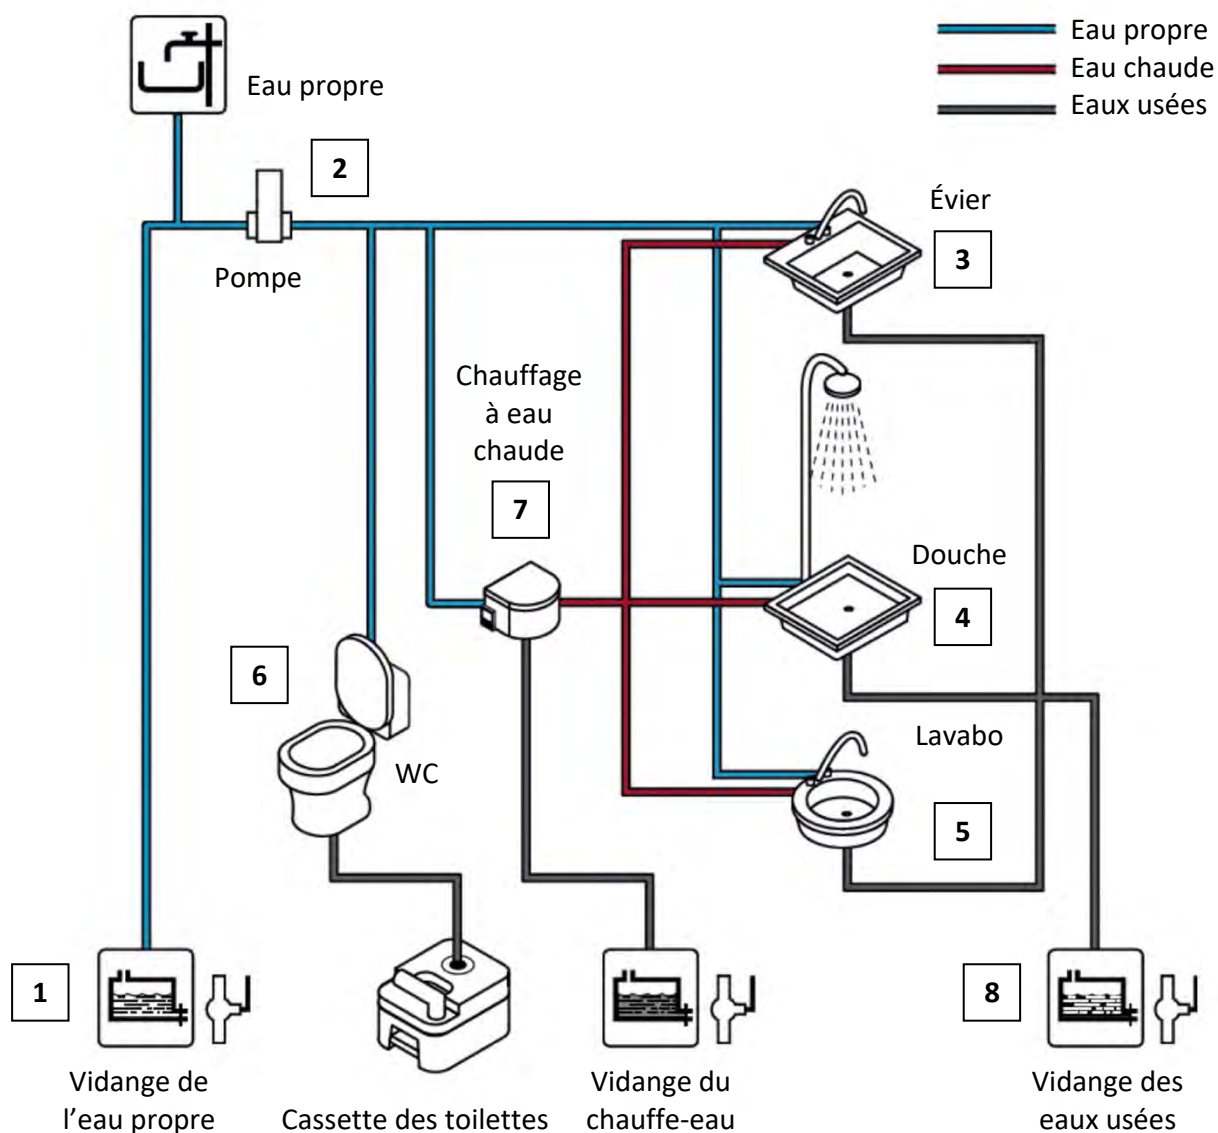 Eau propre
Eau propre
Eau chaude
Eaux usées
2
Évier
3
Pompe
Chauffage
à eau
chaude
7
Douche
4
6
WC
Lavabo
5
1
8
Vidange de
l’eau propre
Cassette des toilettes
Vidange du
chauffe-eau
Vidange des
eaux usées